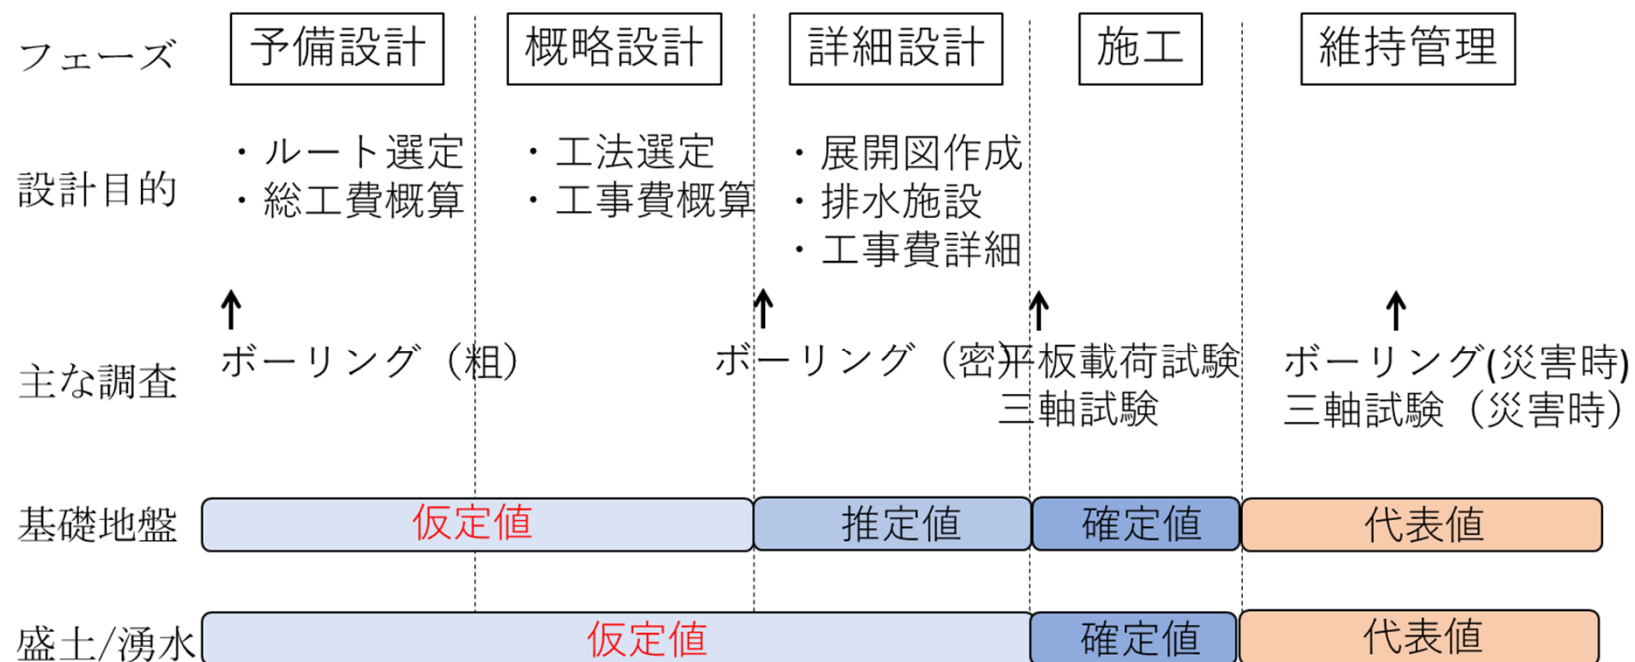 フェーズ 予備設計 概略設計 詳細設計 施工 維持管理
設計目的
・ルート選定
・総工費概算
・工法選定
・工事費概算
・展開図作成
・排水施設
・工事費詳細
主な調査
ボーリング（粗）
ボーリング（密）
平板載荷試験
三軸試験
ボーリング(災害時)
三軸試験（災害時）
基礎地盤 仮定値 推定値 確定値 代表値
盛土/湧水 仮定値 確定値 代表値